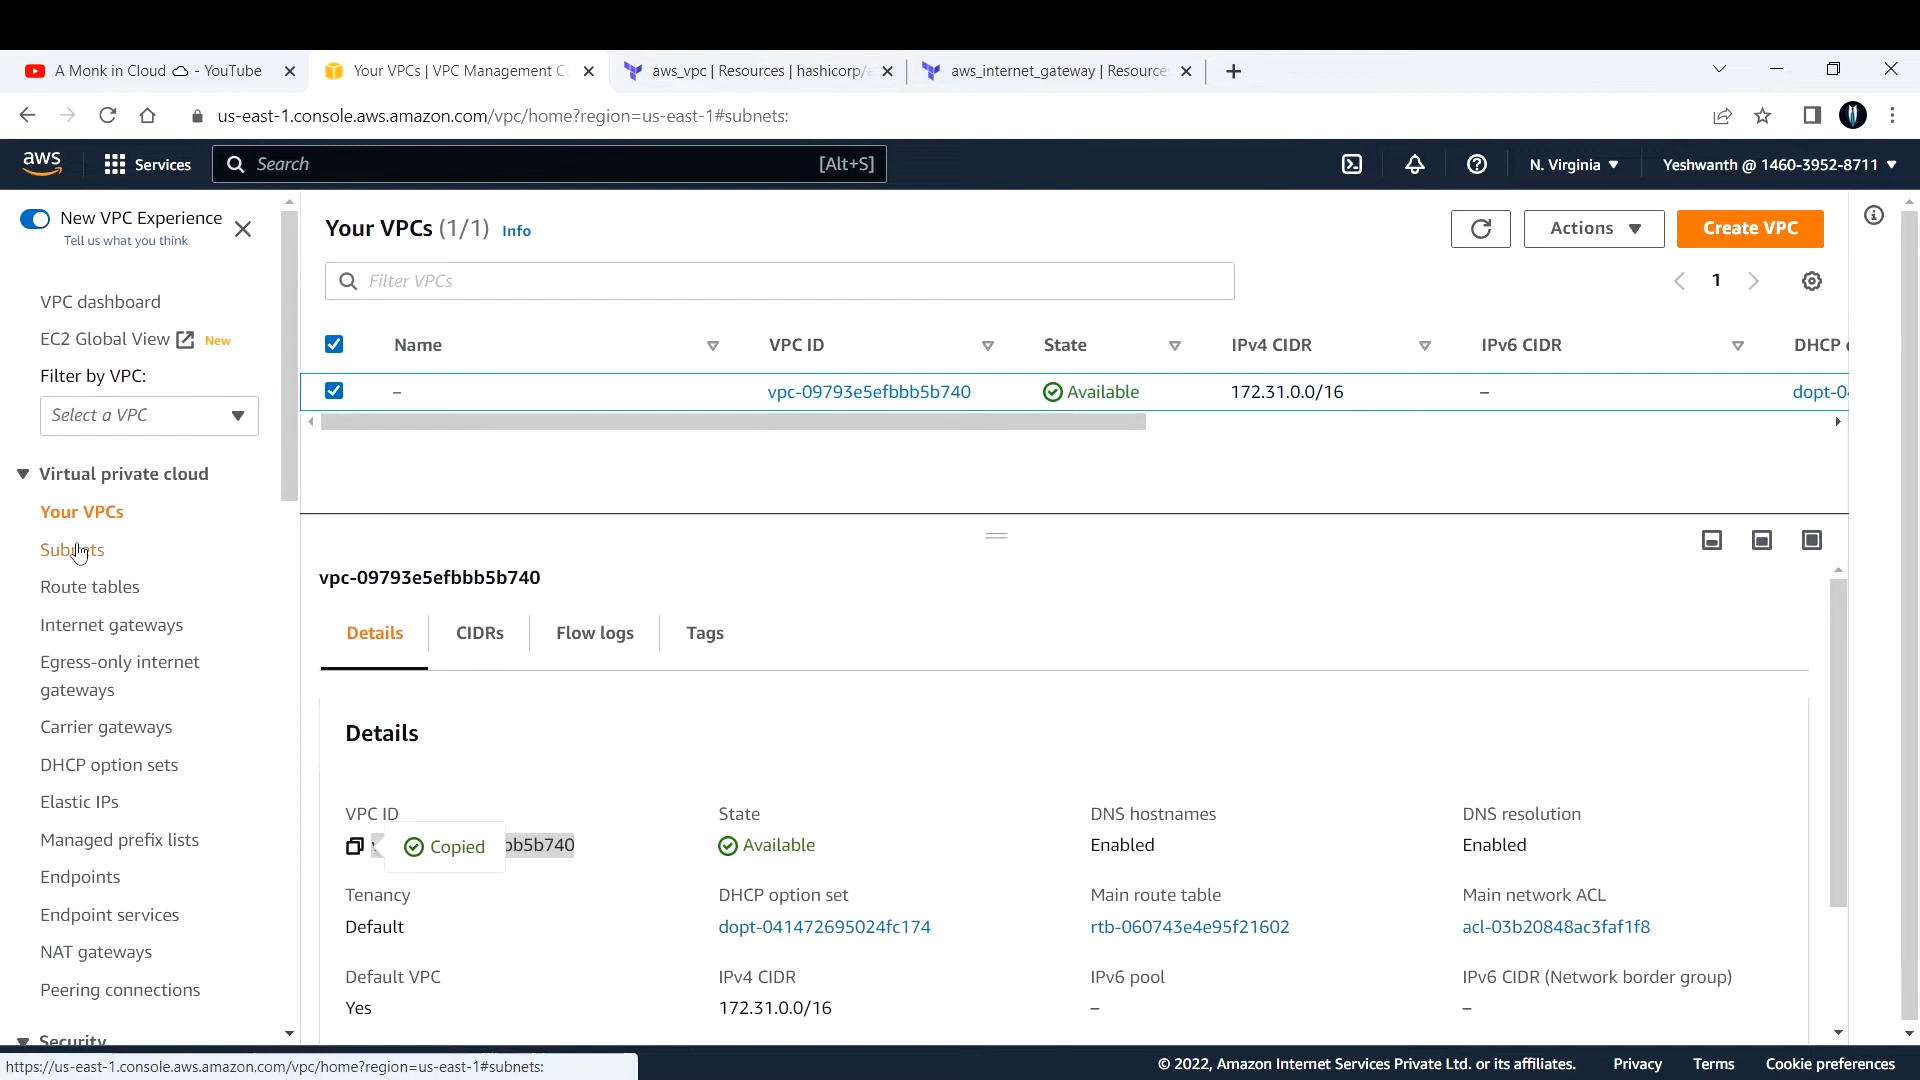 A Monk in Cloud - YouTube
Your VPCs | VPC Management Co
aws_vpc | Resources | hashicorp/
aws_internet_gateway | Resource
us-east-1.console.aws.amazon.com/vpc/home?region=us-east-1#subnets:
aws
Services
Search
[Alt+S]
N. Virginia
Yeshwanth @ 1460-3952-8711
New VPC Experience
Tell us what you think
VPC dashboard
EC2 Global View
New
Filter by VPC:
Select a VPC
Virtual private cloud
Your VPCs
Subnets
Route tables
Internet gateways
Egress-only internet
gateways
Carrier gateways
DHCP option sets
Elastic IPs
Managed prefix lists
Endpoints
Endpoint services
NAT gateways
Peering connections
Security
Your VPCs (1/1)
Info
Actions
Create VPC
Filter VPCs
1
Name
VPC ID
State
IPv4 CIDR
IPv6 CIDR
DHCP
–
vpc-09793e5efbbb5b740
Available
172.31.0.0/16
–
dopt-0
vpc-09793e5efbbb5b740
Details
CIDRs
Flow logs
Tags
Details
VPC ID
Copied
bb5b740
State
Available
DNS hostnames
Enabled
DNS resolution
Enabled
Tenancy
Default
DHCP option set
dopt-041472695024fc174
Main route table
rtb-060743e4e95f21602
Main network ACL
acl-03b20848ac3faf1f8
Default VPC
Yes
IPv4 CIDR
172.31.0.0/16
IPv6 pool
–
IPv6 CIDR (Network border group)
–
https://us-east-1.console.aws.amazon.com/vpc/home?region=us-east-1#subnets:
© 2022, Amazon Internet Services Private Ltd. or its affiliates.
Privacy
Terms
Cookie preferences